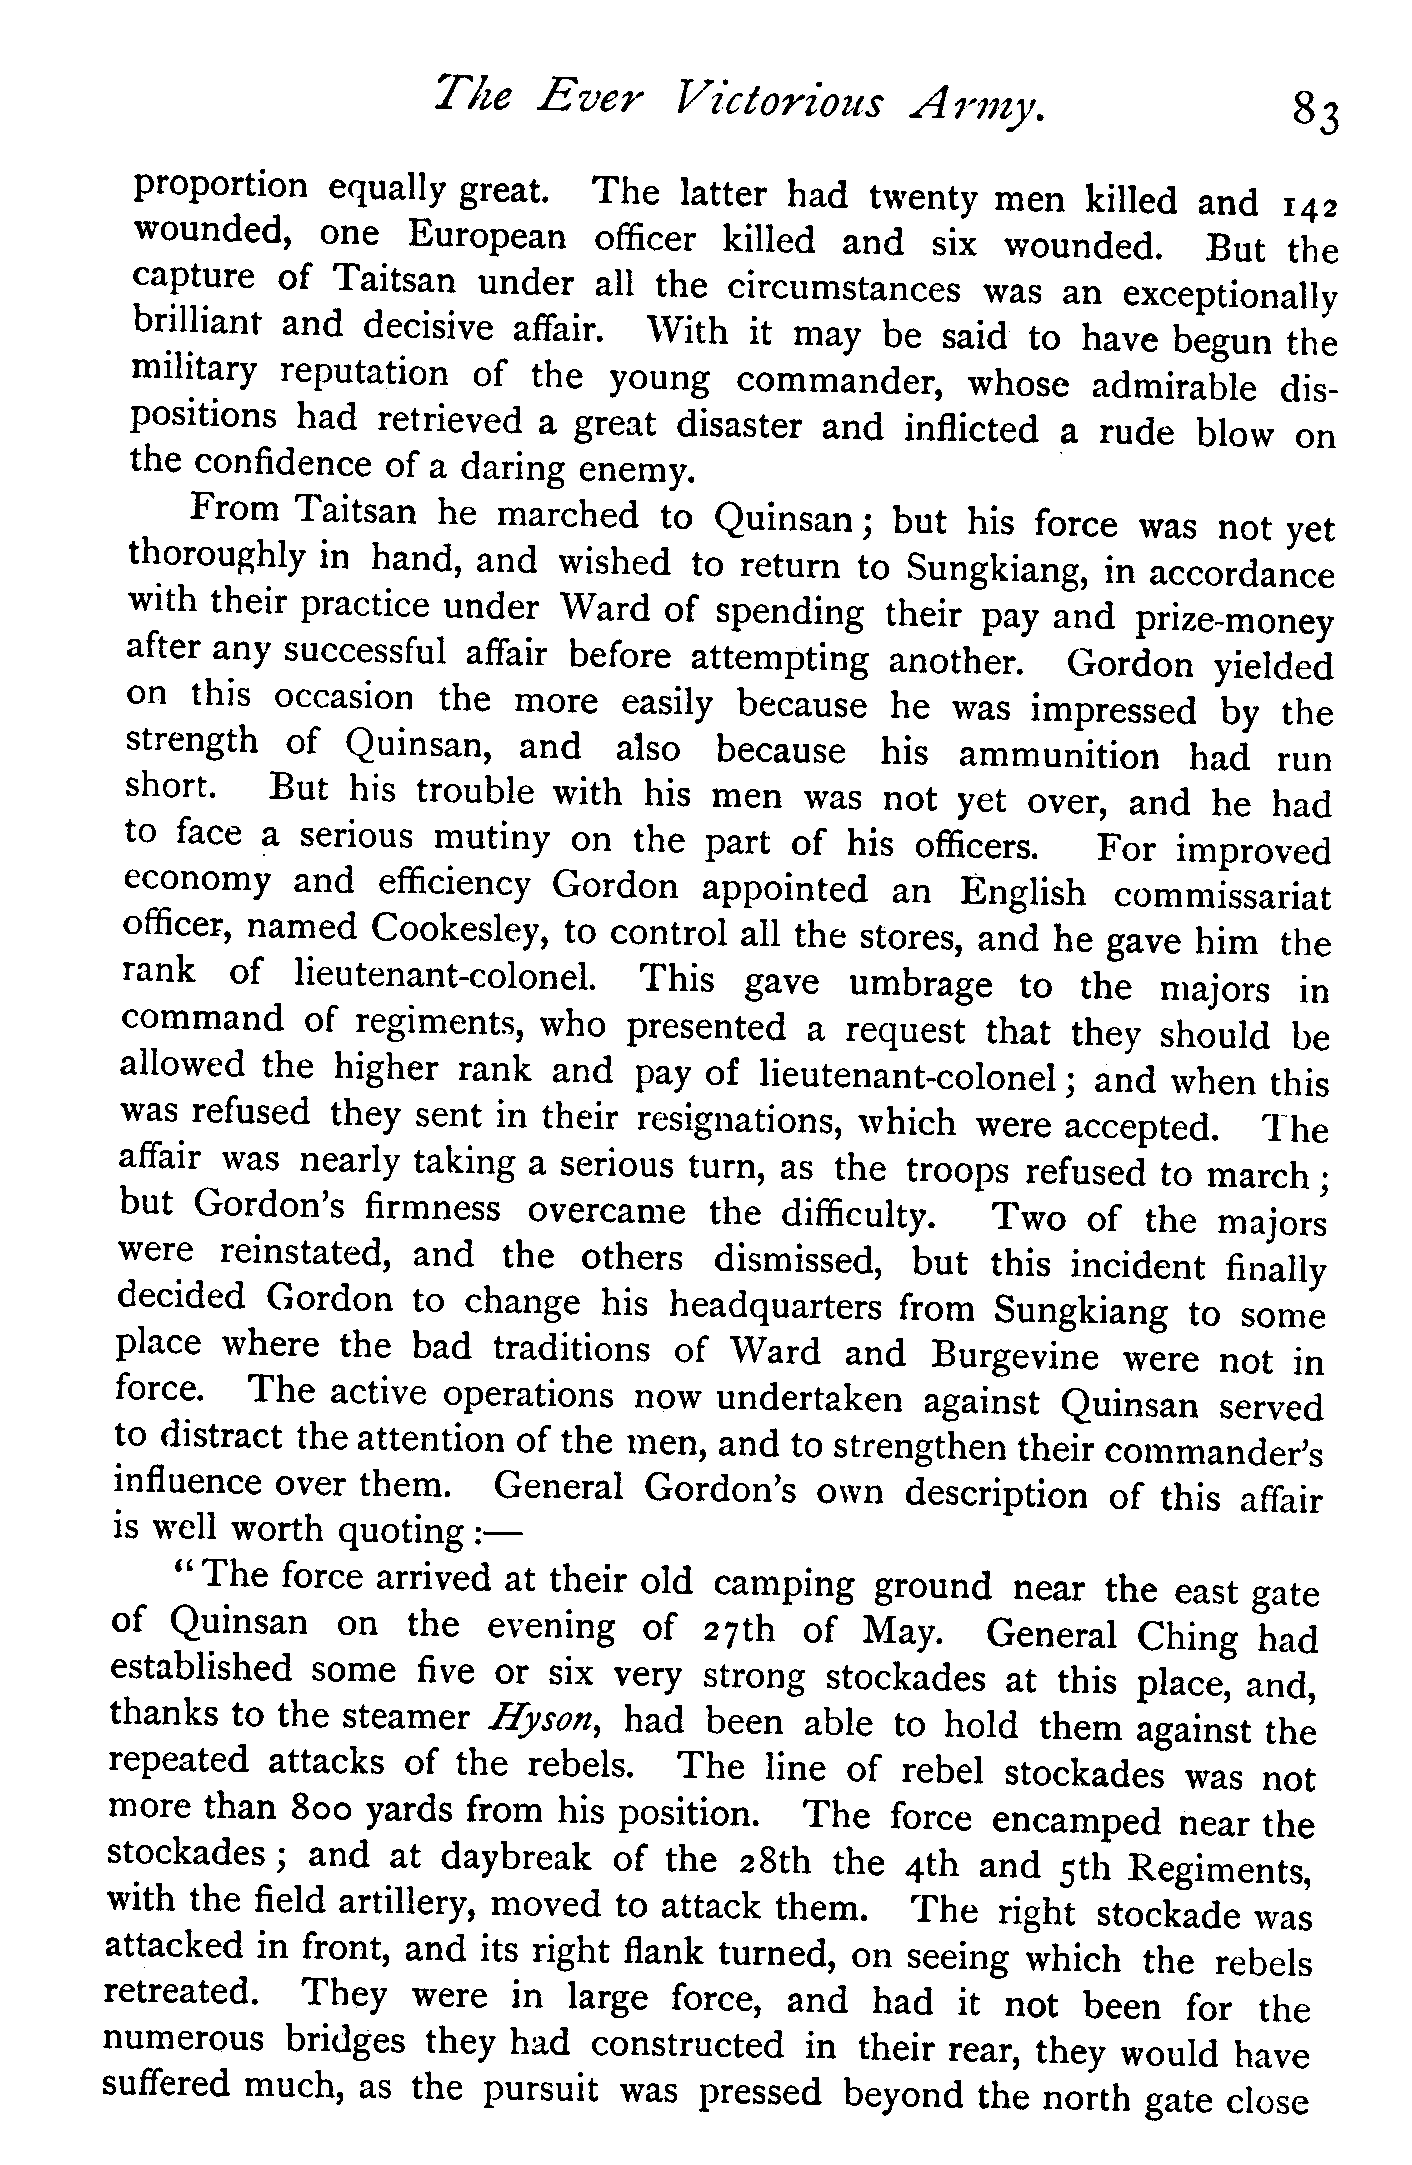 The Ever Victorious Army. 83
proportion equally great. The latter had twenty men killed and 142
wounded, one European officer killed and six wounded. But the
capture of Taitsan under all the circumstances was an exceptionally
brilliant and decisive affair. With it may be said to have begun the
military reputation of the young commander, whose admirable dis-
positions had retrieved a great disaster and inflicted a rude blow on
the confidence of a daring enemy.
From Taitsan he marched to Quinsan; but his force was not yet
thoroughly in hand, and wished to return to Sungkiang, in accordance
with their practice under Ward of spending their pay and prize-money
after any successful affair before attempting another. Gordon yielded
on this occasion the more easily because he was impressed by the
strength of Quinsan, and also because his ammunition had run
short. But his trouble with his men was not yet over, and he had
to face a serious mutiny on the part of his officers. For improved
economy and efficiency Gordon appointed an English commissariat
officer, named Cookesley, to control all the stores, and he gave him the
rank of lieutenant-colonel. This gave umbrage to the majors in
command of regiments, who presented a request that they should be
allowed the higher rank and pay of lieutenant-colonel; and when this
was refused they sent in their resignations, which were accepted. The
affair was nearly taking a serious turn, as the troops refused to march;
but Gordon's firmness overcame the difficulty. Two of the majors
were reinstated, and the others dismissed, but this incident finally
decided Gordon to change his headquarters from Sungkiang to some
place where the bad traditions of Ward and Burgevine were not in
force. The active operations now undertaken against Quinsan served
to distract the attention of the men, and to strengthen their commander's
influence over them. General Gordon's own description of this affair
is well worth quoting:—
"The force arrived at their old camping ground near the east gate
of Quinsan on the evening of 27th of May. General Ching had
established some five or six very strong stockades at this place, and,
thanks to the steamer Hyson, had been able to hold them against the
repeated attacks of the rebels. The line of rebel stockades was not
more than 800 yards from his position. The force encamped near the
stockades; and at daybreak of the 28th the 4th and 5th Regiments,
with the field artillery, moved to attack them. The right stockade was
attacked in front, and its right flank turned, on seeing which the rebels
retreated. They were in large force, and had it not been for the
numerous bridges they had constructed in their rear, they would have
suffered much, as the pursuit was pressed beyond the north gate close